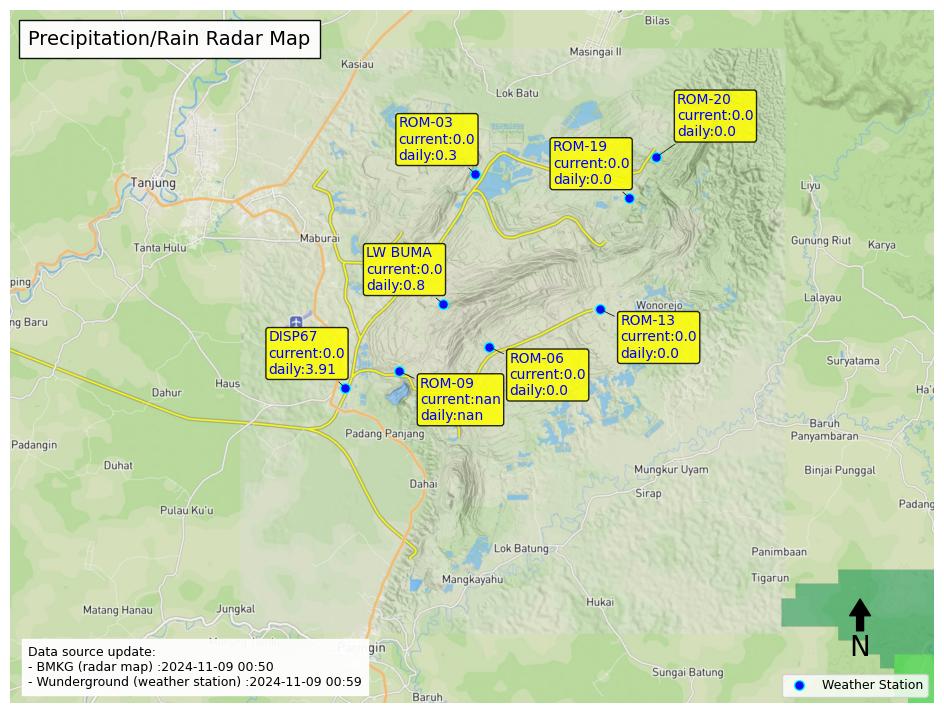 Precipitation/Rain Radar Map
Bilas
Masingai II
Kasiau
Lok Batu
ROM-20
current:0.0
daily:0.0
ROM-03
current:0.0
daily:0.3
ROM-19
current:0.0
daily:0.0
Tanjung
Liyu
Maburai
Tanta Hulu
Gunung Riut
Karya
LW BUMA
current:0.0
daily:0.8
ping
Lalayau
Wonorejo
ng Baru
ROM-13
current:0.0
daily:0.0
DISP67
current:0.0
daily:3.91
ROM-06
current:0.0
daily:0.0
Suryatama
Haus
Dahur
ROM-09
current:nan
daily:nan
Ha'
Baruh
Panyambaran
Padang Panjang
Padangin
Duhat
Mungkur Uyam
Binjai Punggal
Dahai
Sirap
Padang
Pulau Ku'u
Lok Batung
Panimbaan
Mangkayahu
Tigarun
Hukai
Matang Hanau
Jungkal
N
Data source update:
- BMKG (radar map) :2024-11-09 00:50
- Wunderground (weather station) :2024-11-09 00:59
Sungai Batung
Weather Station
Baruh